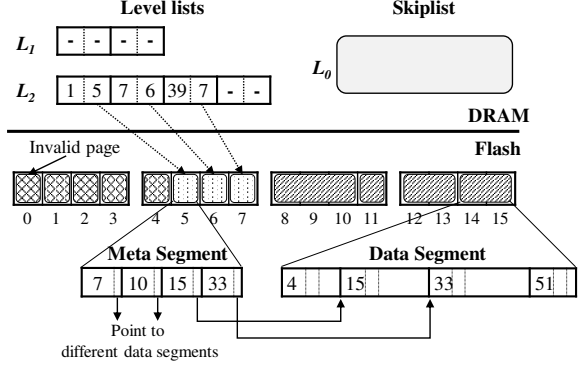 Level lists Skiplist
L1 - - - -
L2 1 5 7 6 39 7 - -
L0
DRAM
Flash
Invalid page
0 1 2 3 4 5 6 7 8 9 10 11 12 13 14 15
Meta Segment Data Segment
7 10 15 33 4 15 33 51
Point to
different data segments